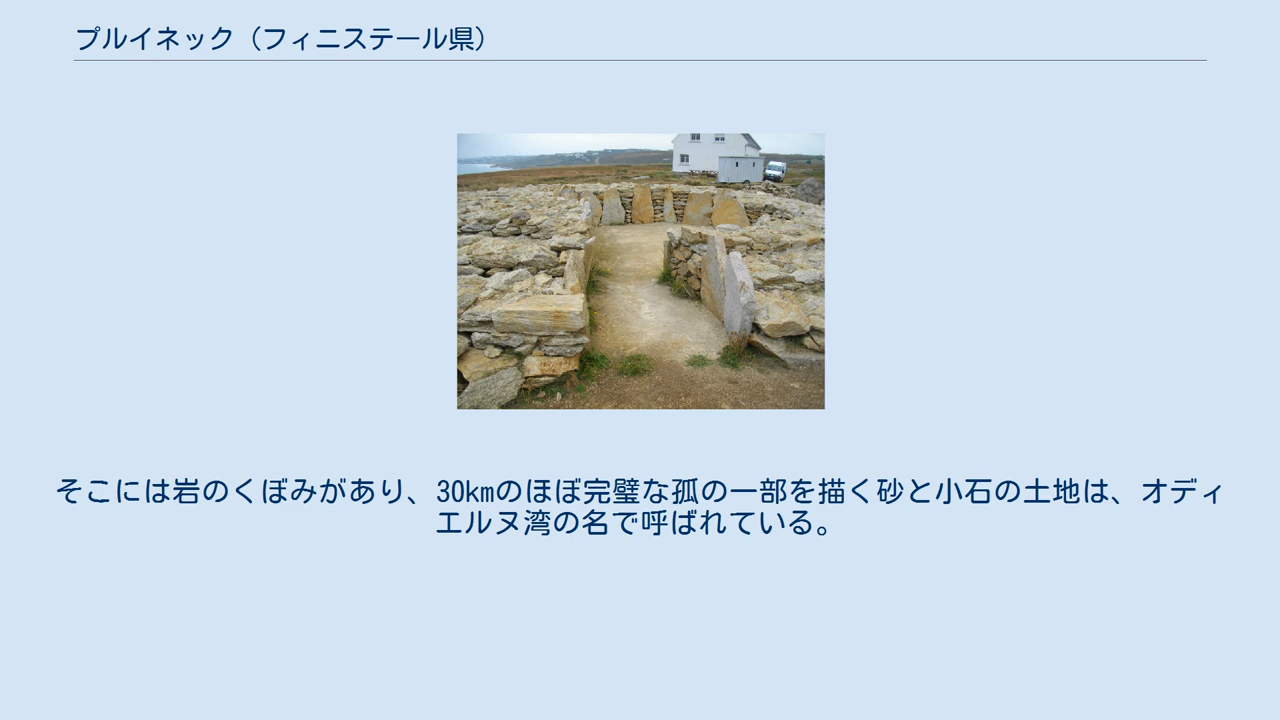 プルイネック（フィニステール県）
そこには岩のくぼみがあり、30kmのほぼ完璧な孤の一部を描く砂と小石の土地は、オディ
エルヌ湾の名で呼ばれている。